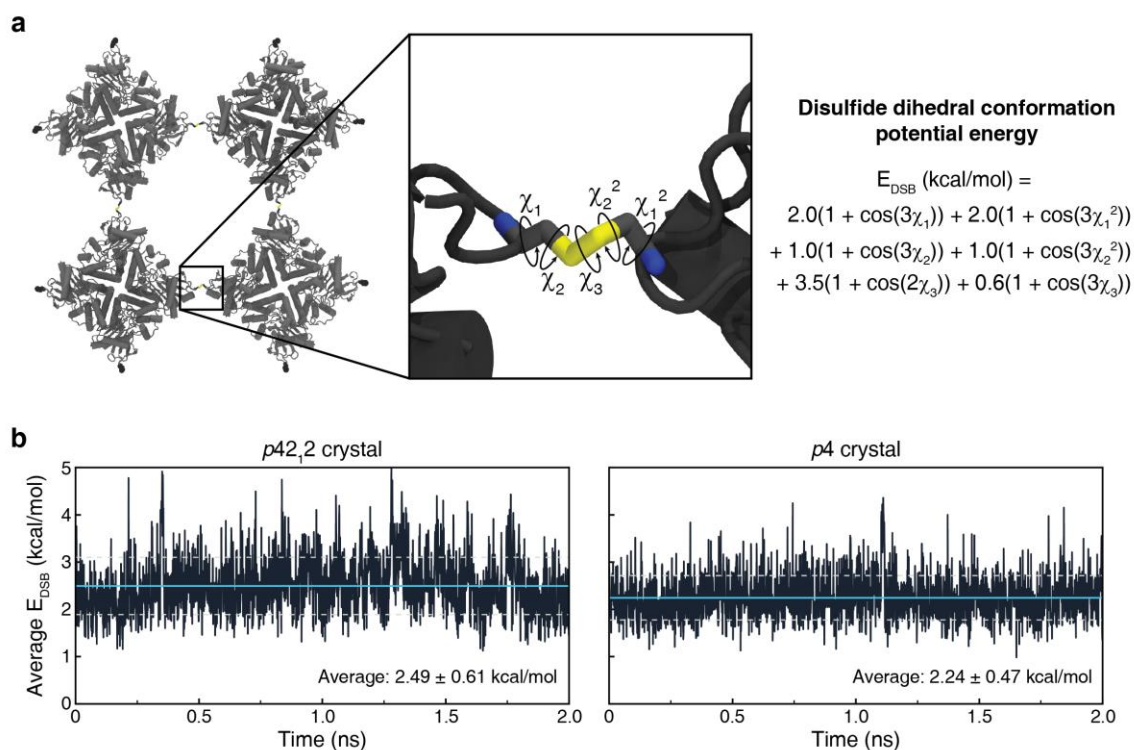 a
Disulfide dihedral conformation
potential energy
E_DSB (kcal/mol) =
2.0(1 + cos(3χ₁)) + 2.0(1 + cos(3χ₁²))
+ 1.0(1 + cos(3χ₂)) + 1.0(1 + cos(3χ₂²))
+ 3.5(1 + cos(2χ₃)) + 0.6(1 + cos(3χ₃))
χ₁
χ₂
χ₃
χ₂²
χ₁²
b
p42₁2 crystal
p4 crystal
Average E_DSB (kcal/mol)
5
4
3
2
1
0
Average: 2.49 ± 0.61 kcal/mol
Average: 2.24 ± 0.47 kcal/mol
0 0.5 1.0 1.5 2.0
0 0.5 1.0 1.5 2.0
Time (ns)
Time (ns)